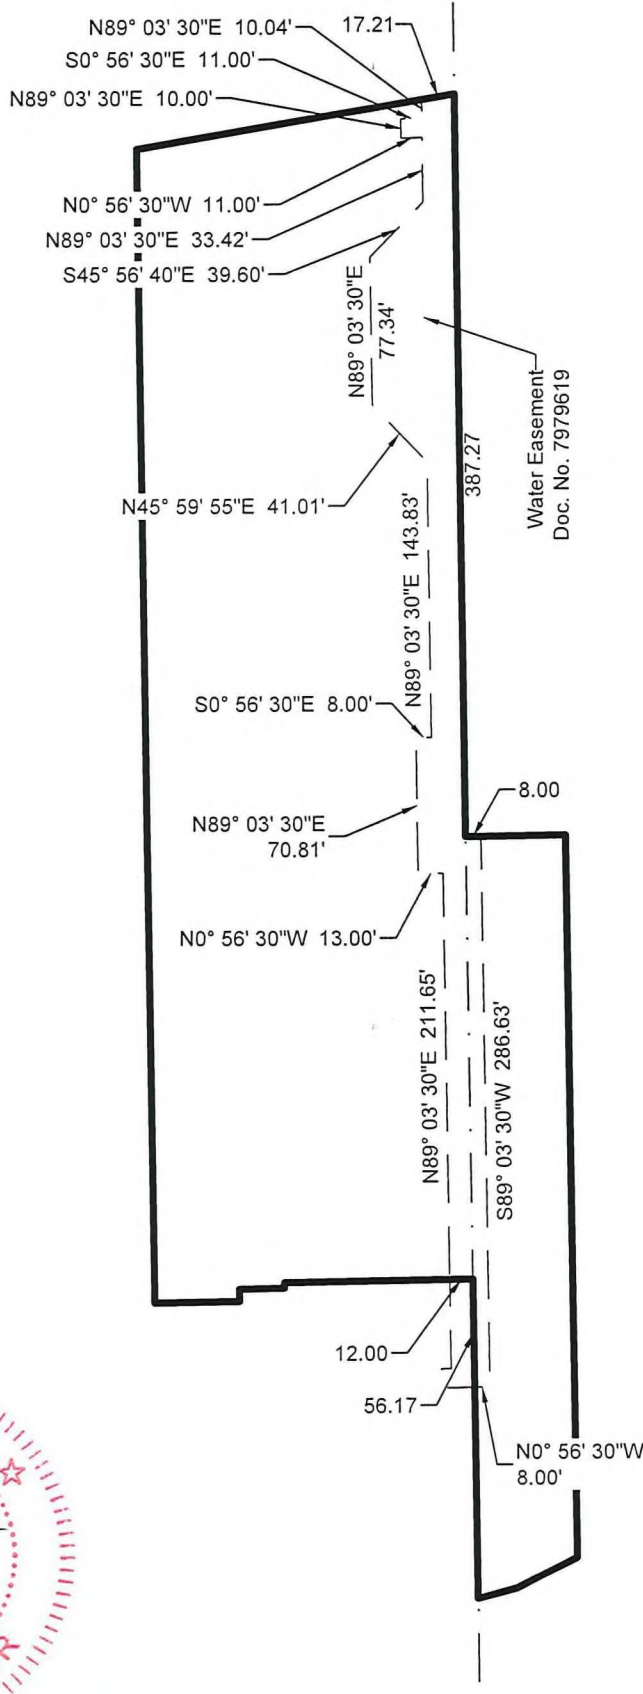 N89° 03' 30"E 10.04'
17.21
S0° 56' 30"E 11.00'
N89° 03' 30"E 10.00'
N0° 56' 30"W 11.00'
N89° 03' 30"E 33.42'
S45° 56' 40"E 39.60'
N89° 03' 30"E
77.34'
Water Easement
Doc. No. 7979619
387.27
N45° 59' 55"E 41.01'
N89° 03' 30"E 143.83'
S0° 56' 30"E 8.00'
8.00
N89° 03' 30"E
70.81'
N0° 56' 30"W 13.00'
N89° 03' 30"E 211.65'
S89° 03' 30"W 286.63'
12.00
56.17
N0° 56' 30"W
8.00'
R